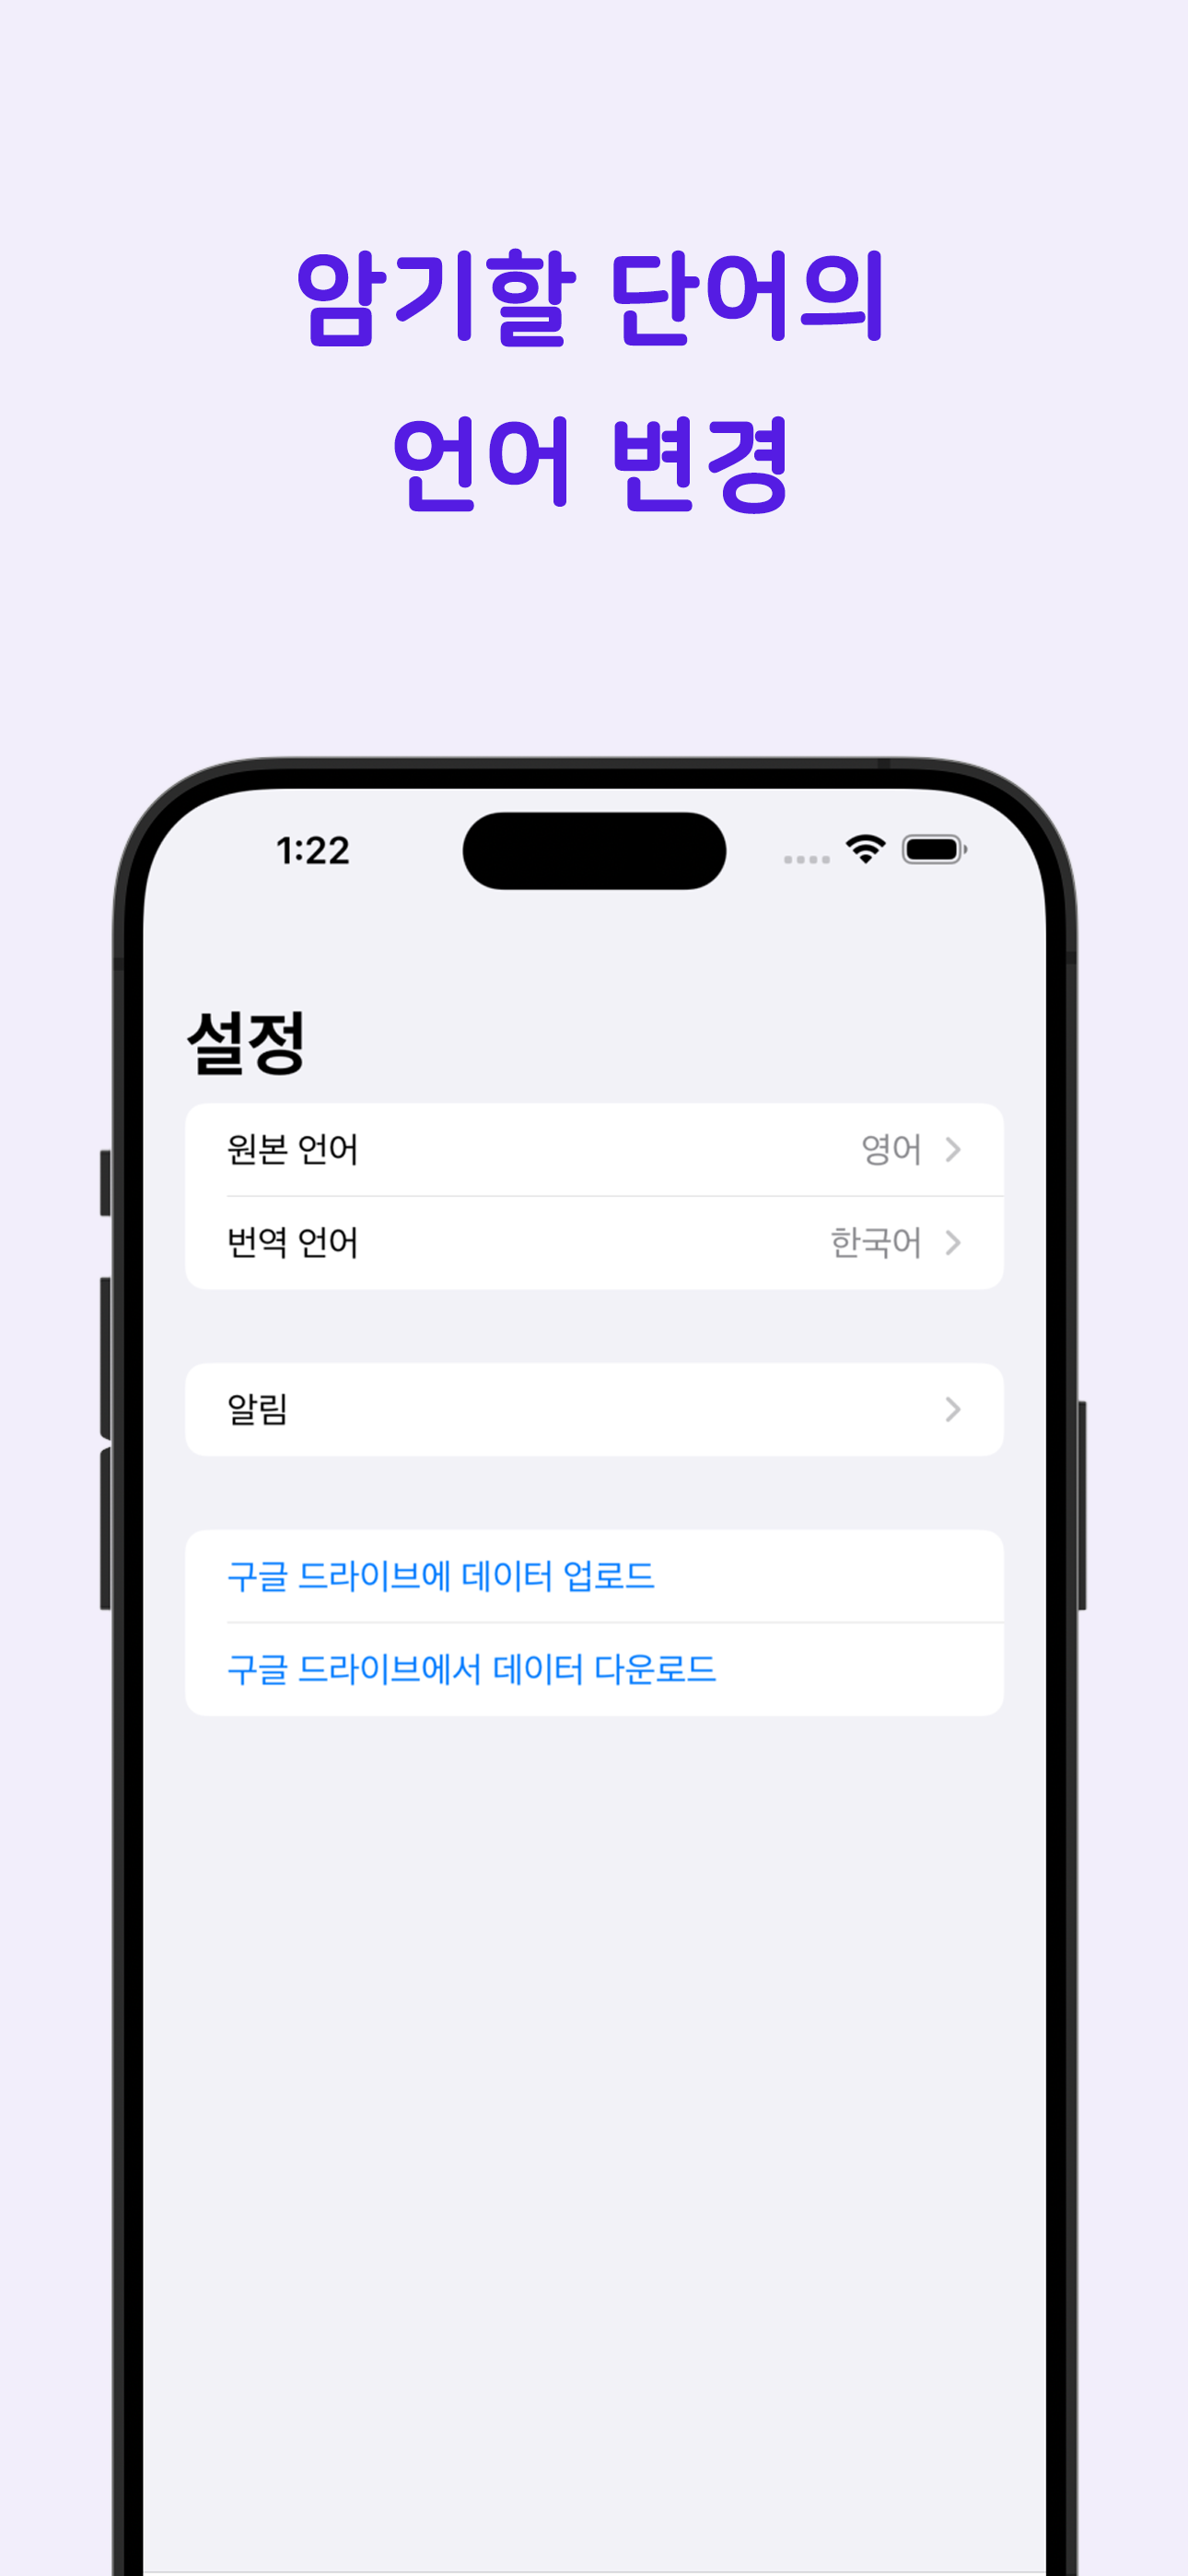 암기할 단어의
언어 변경
1:22
설정
원본 언어 영어
번역 언어 한국어
알림
구글 드라이브에 데이터 업로드
구글 드라이브에서 데이터 다운로드